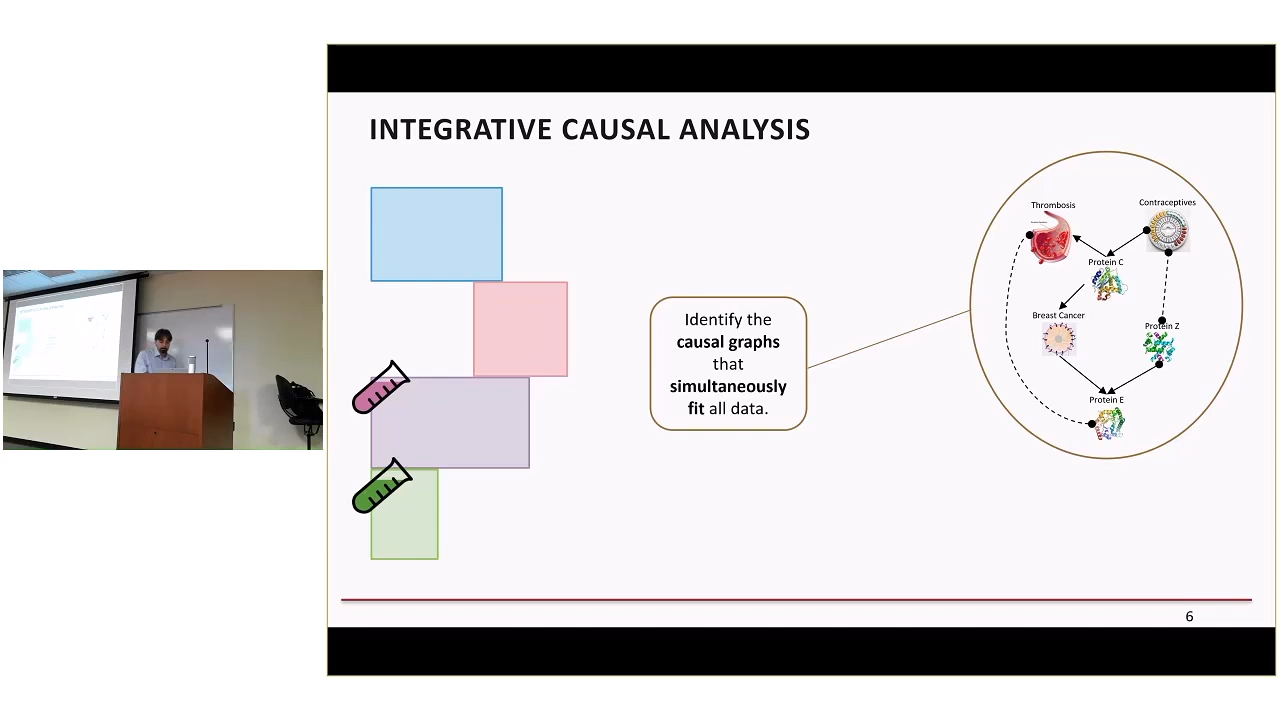 INTEGRATIVE CAUSAL ANALYSIS
Identify the
causal graphs
that
simultaneously
fit all data.
Thrombosis
Contraceptives
Protein C
Breast Cancer
Protein Z
Protein E
6